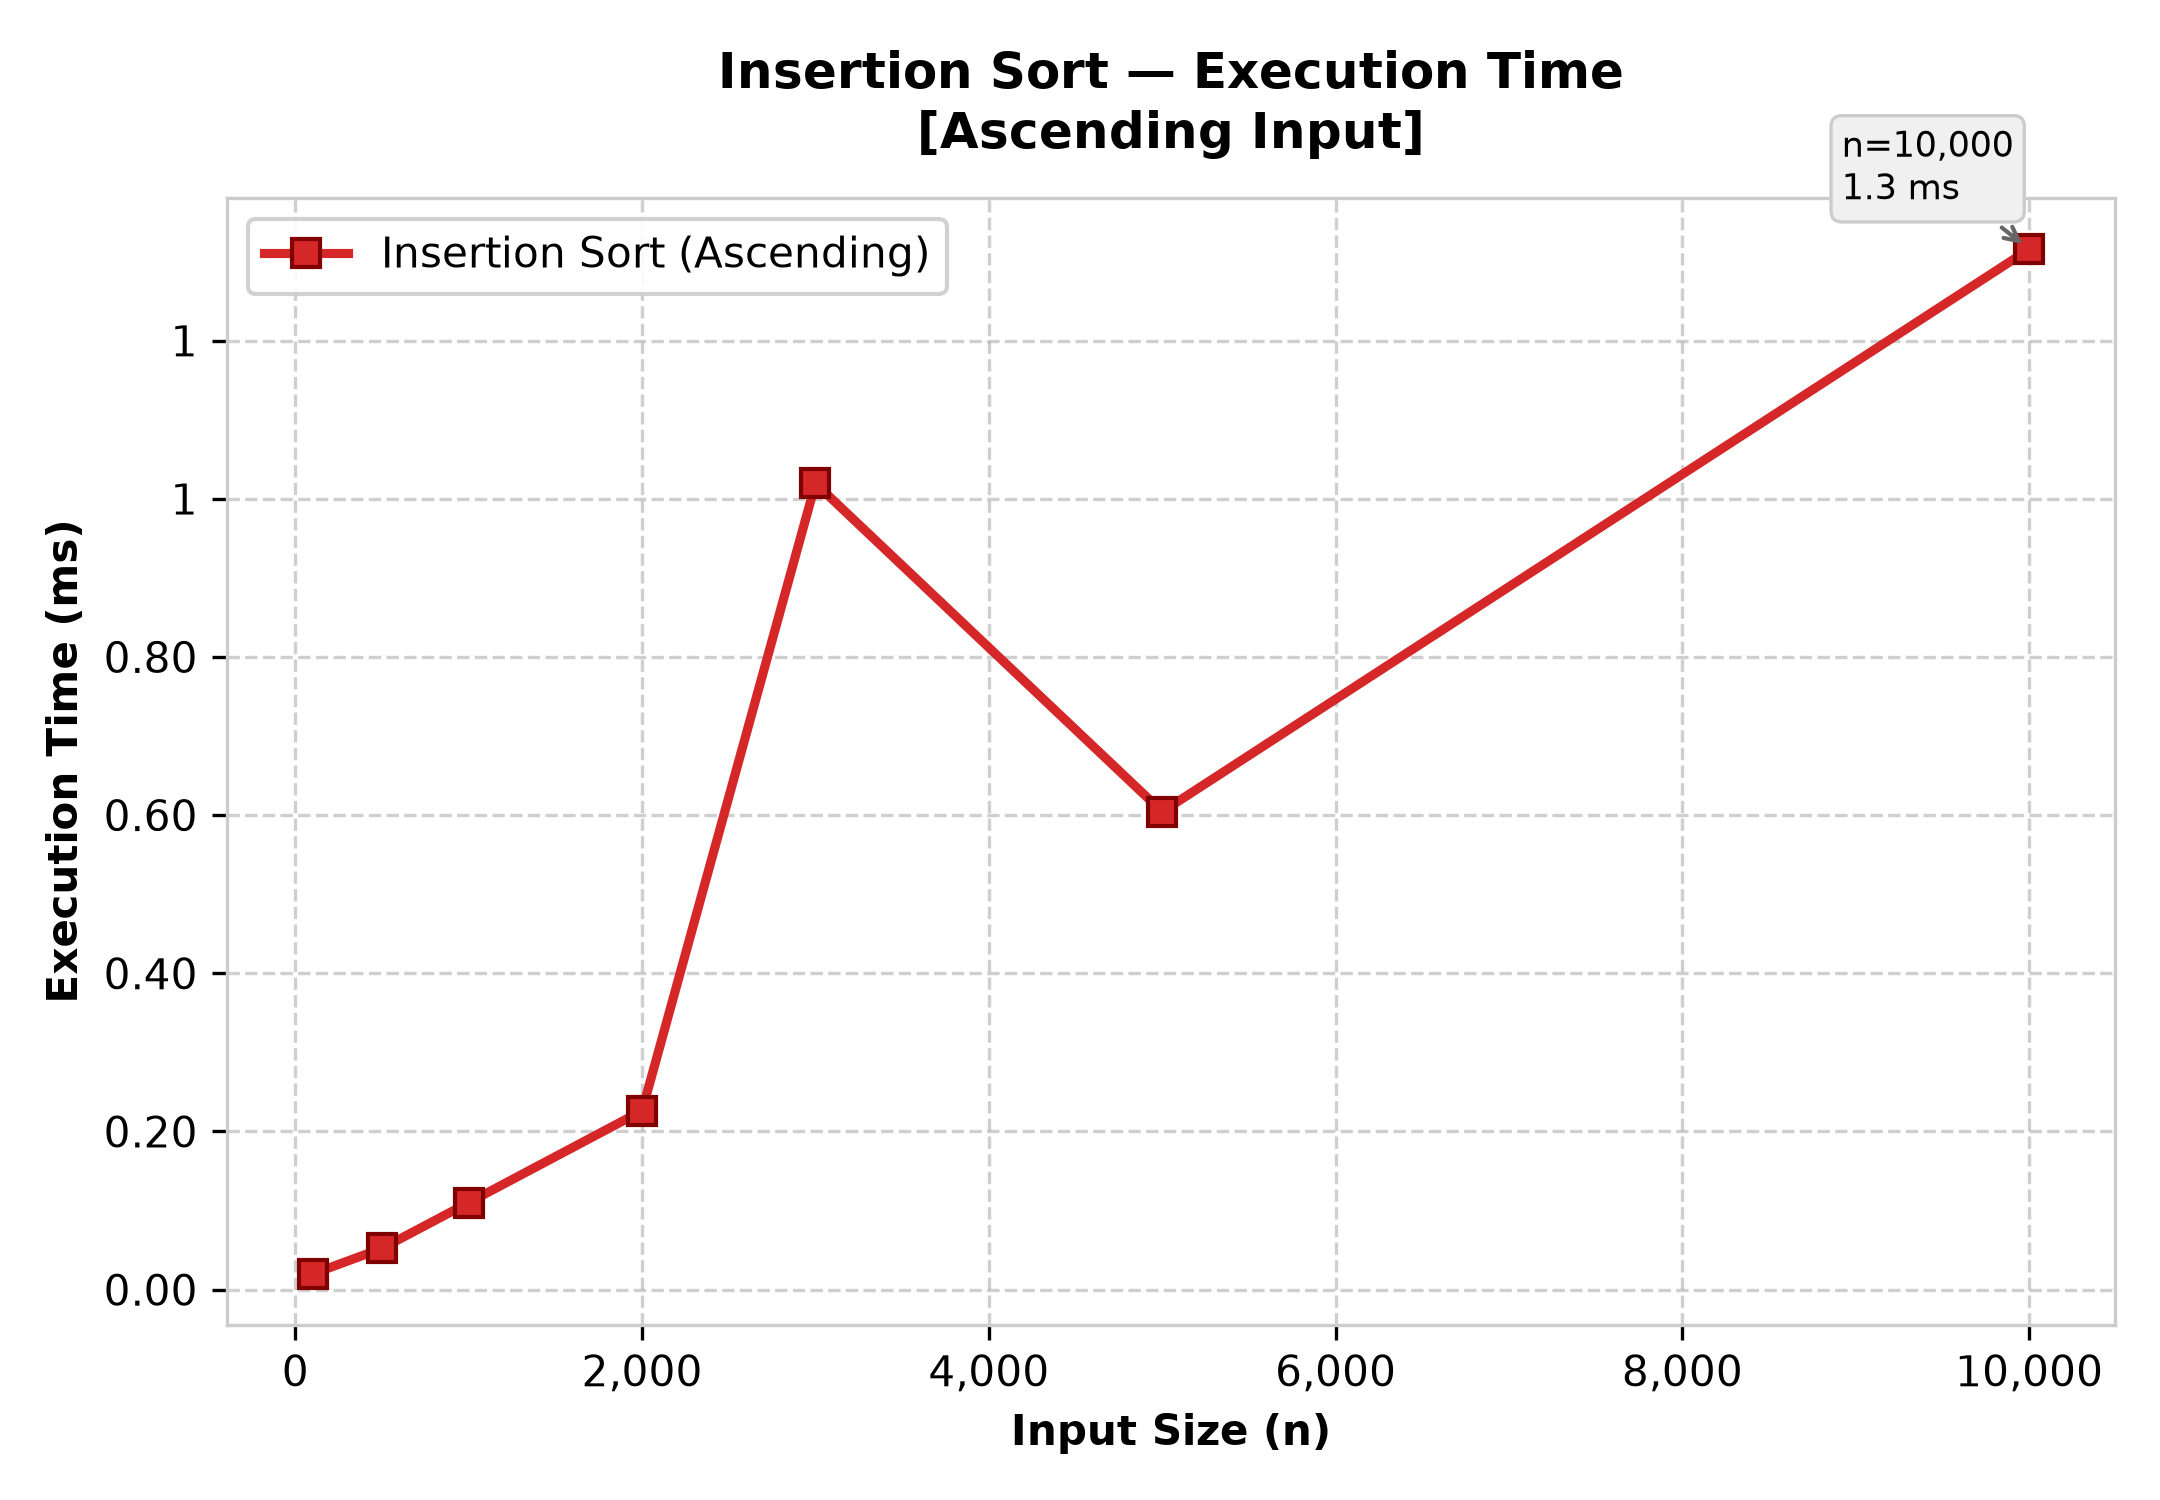 Insertion Sort — Execution Time
[Ascending Input]
n=10,000
1.3 ms
Insertion Sort (Ascending)
Execution Time (ms)
1
1
0.80
0.60
0.40
0.20
0.00
0
2,000
4,000
6,000
8,000
10,000
Input Size (n)